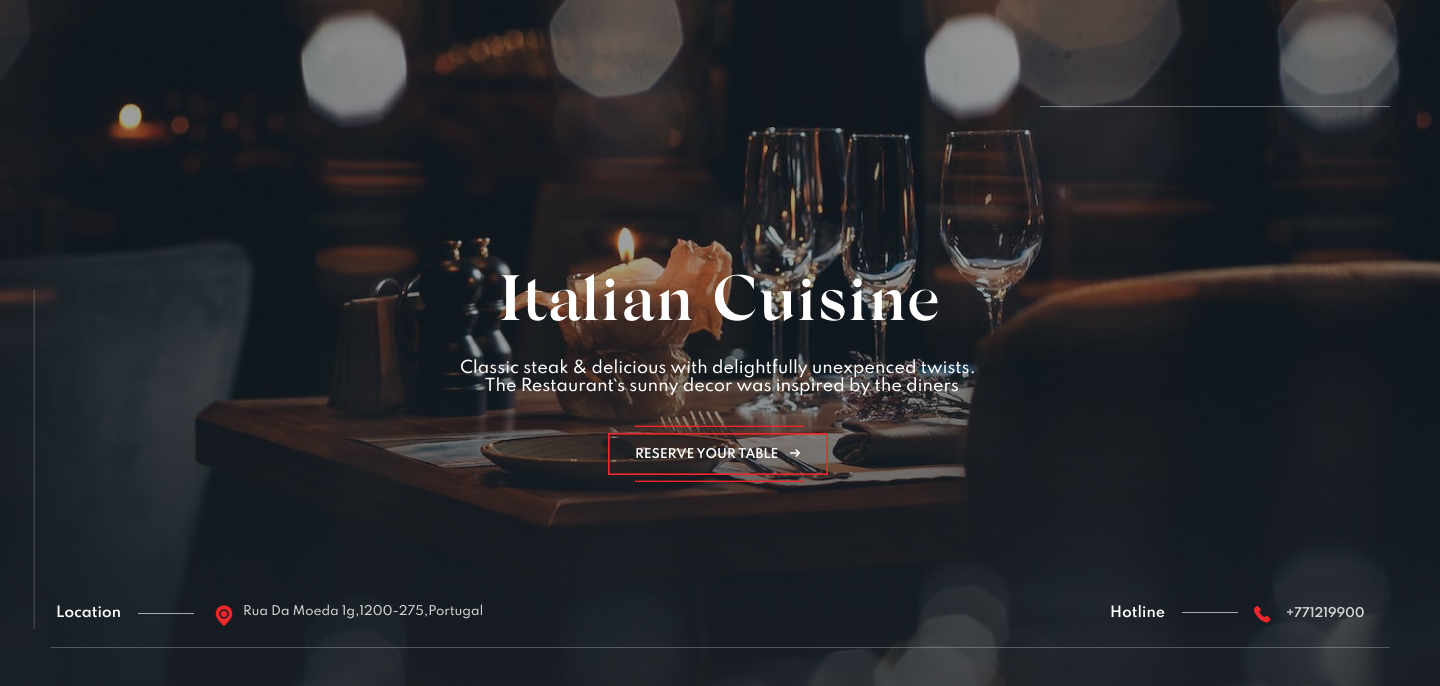 Italian Cuisine
Classic steak & delicious with delightfully unexpenced twists.
The Restaurant`s sunny decor was inspired by the diners
RESERVE YOUR TABLE →
Location
Rua Da Moeda 1g,1200-275,Portugal
Hotline
+771219900